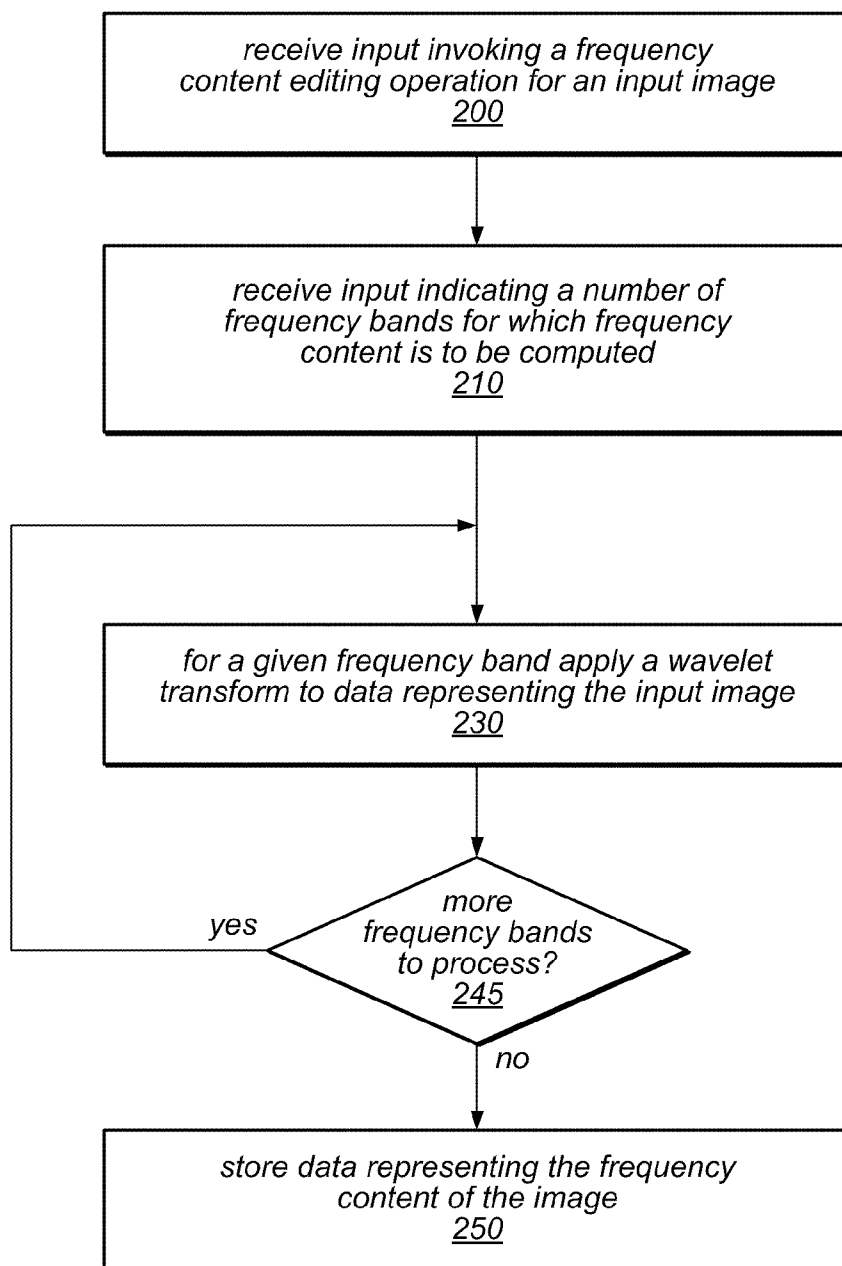 receive input invoking a frequency
content editing operation for an input image
200
receive input indicating a number of
frequency bands for which frequency
content is to be computed
210
for a given frequency band apply a wavelet
transform to data representing the input image
230
more
frequency bands
to process?
245
yes
no
store data representing the frequency
content of the image
250